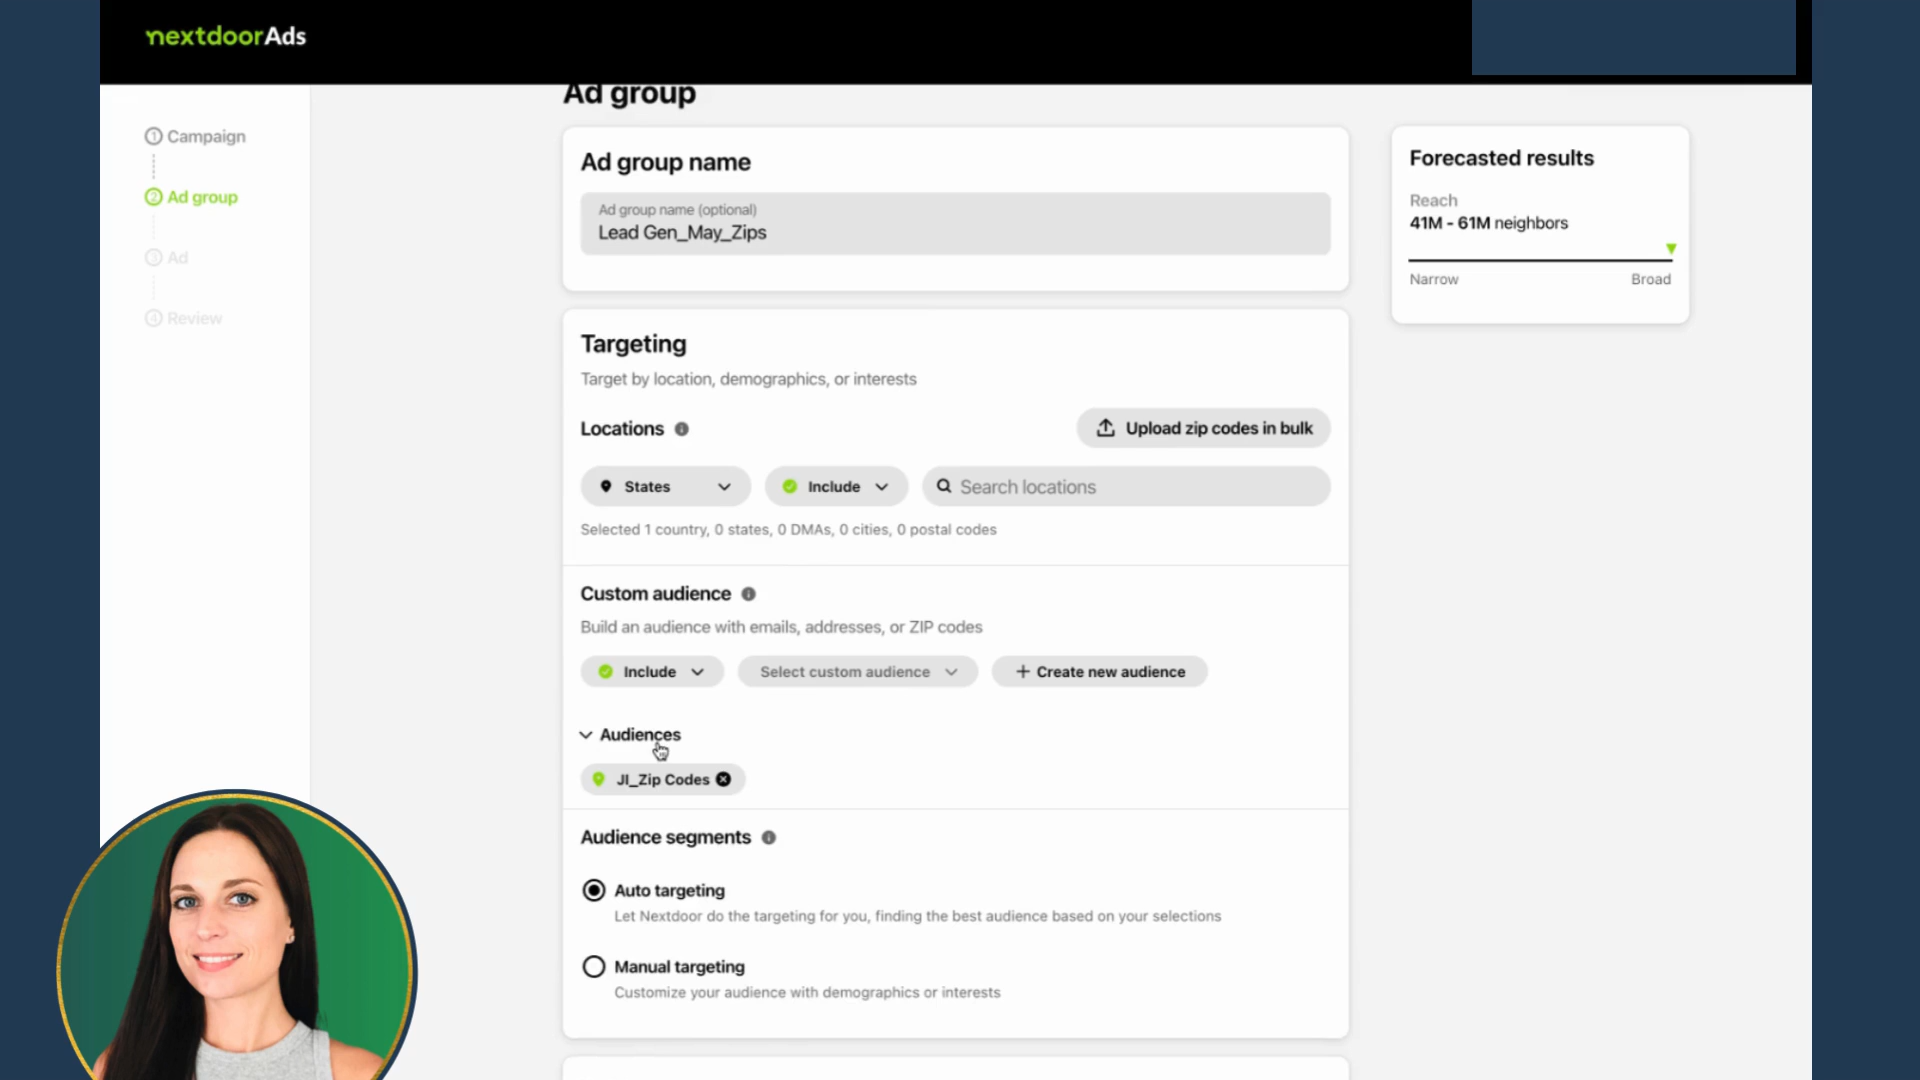 nextdoorAds
Ad group
1 Campaign
2 Ad group
3 Ad
4 Review
Ad group name
Ad group name (optional)
Lead Gen_May_Zips
Forecasted results
Reach
41M - 61M neighbors
Narrow Broad
Targeting
Target by location, demographics, or interests
Locations
Upload zip codes in bulk
States Include Search locations
Selected 1 country, 0 states, 0 DMAs, 0 cities, 0 postal codes
Custom audience
Build an audience with emails, addresses, or ZIP codes
Include Select custom audience + Create new audience
Audiences
JI_Zip Codes
Audience segments
Auto targeting
Let Nextdoor do the targeting for you, finding the best audience based on your selections
Manual targeting
Customize your audience with demographics or interests